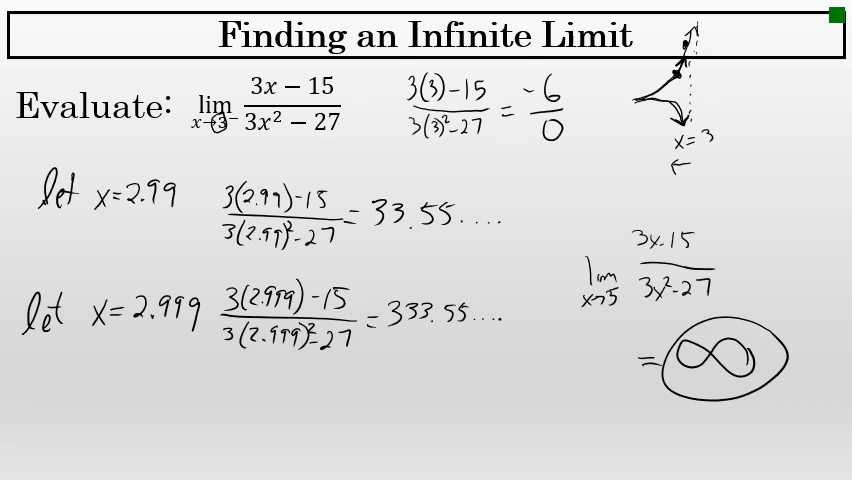 Finding an Infinite Limit
Evaluate: lim x→3⁻ (3x − 15)/(3x² − 27)
(3(3)-15)/(3(3)²-27) = -6/0
x=3
←
let x=2.99 (3(2.99)-15)/(3(2.99)²-27) = 33.55....
lim x→3 (3x-15)/(3x²-27)
let x=2.999 (3(2.999)-15)/(3(2.999)²-27) = 333.55....
= ∞